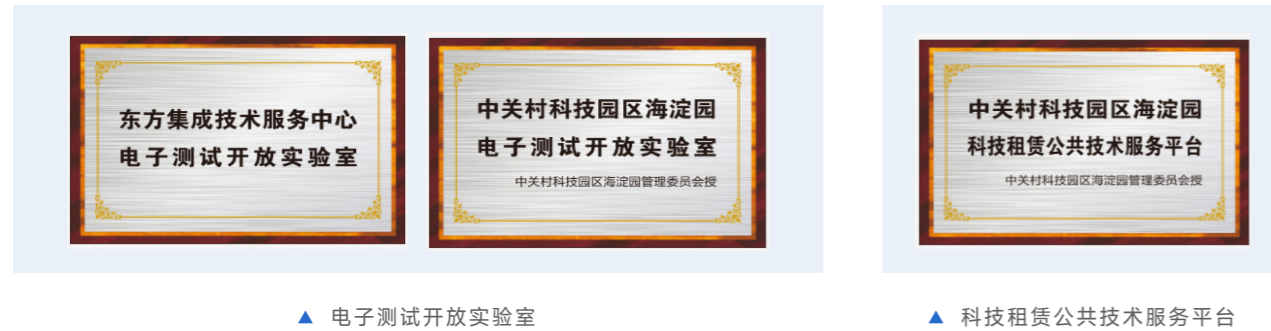 东方集成技术服务中心
电子测试开放实验室
中关村科技园区海淀园
电子测试开放实验室
中关村科技园区海淀园管理委员会授
中关村科技园区海淀园
科技租赁公共技术服务平台
中关村科技园区海淀园管理委员会授
▲ 电子测试开放实验室
▲ 科技租赁公共技术服务平台